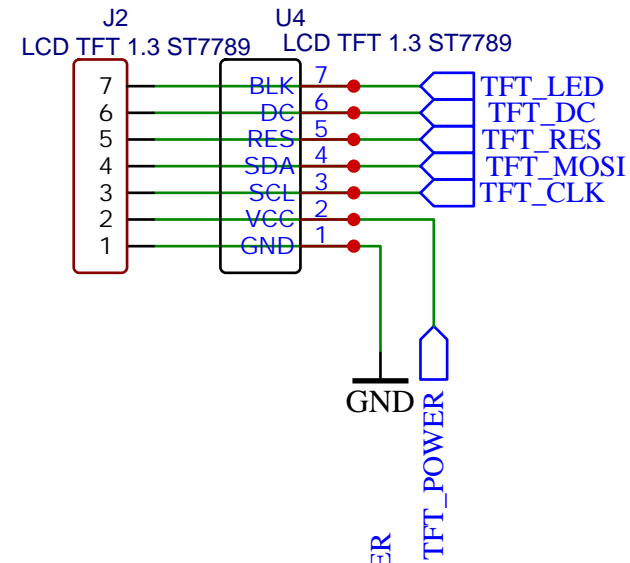 J2
LCD TFT 1.3 ST7789
U4
LCD TFT 1.3 ST7789
7
6
5
4
3
2
1
BLK 7
DC 6
RES 5
SDA 4
SCL 3
VCC 2
GND 1
TFT_LED
TFT_DC
TFT_RES
TFT_MOSI
TFT_CLK
GND
TFT_POWER
ER